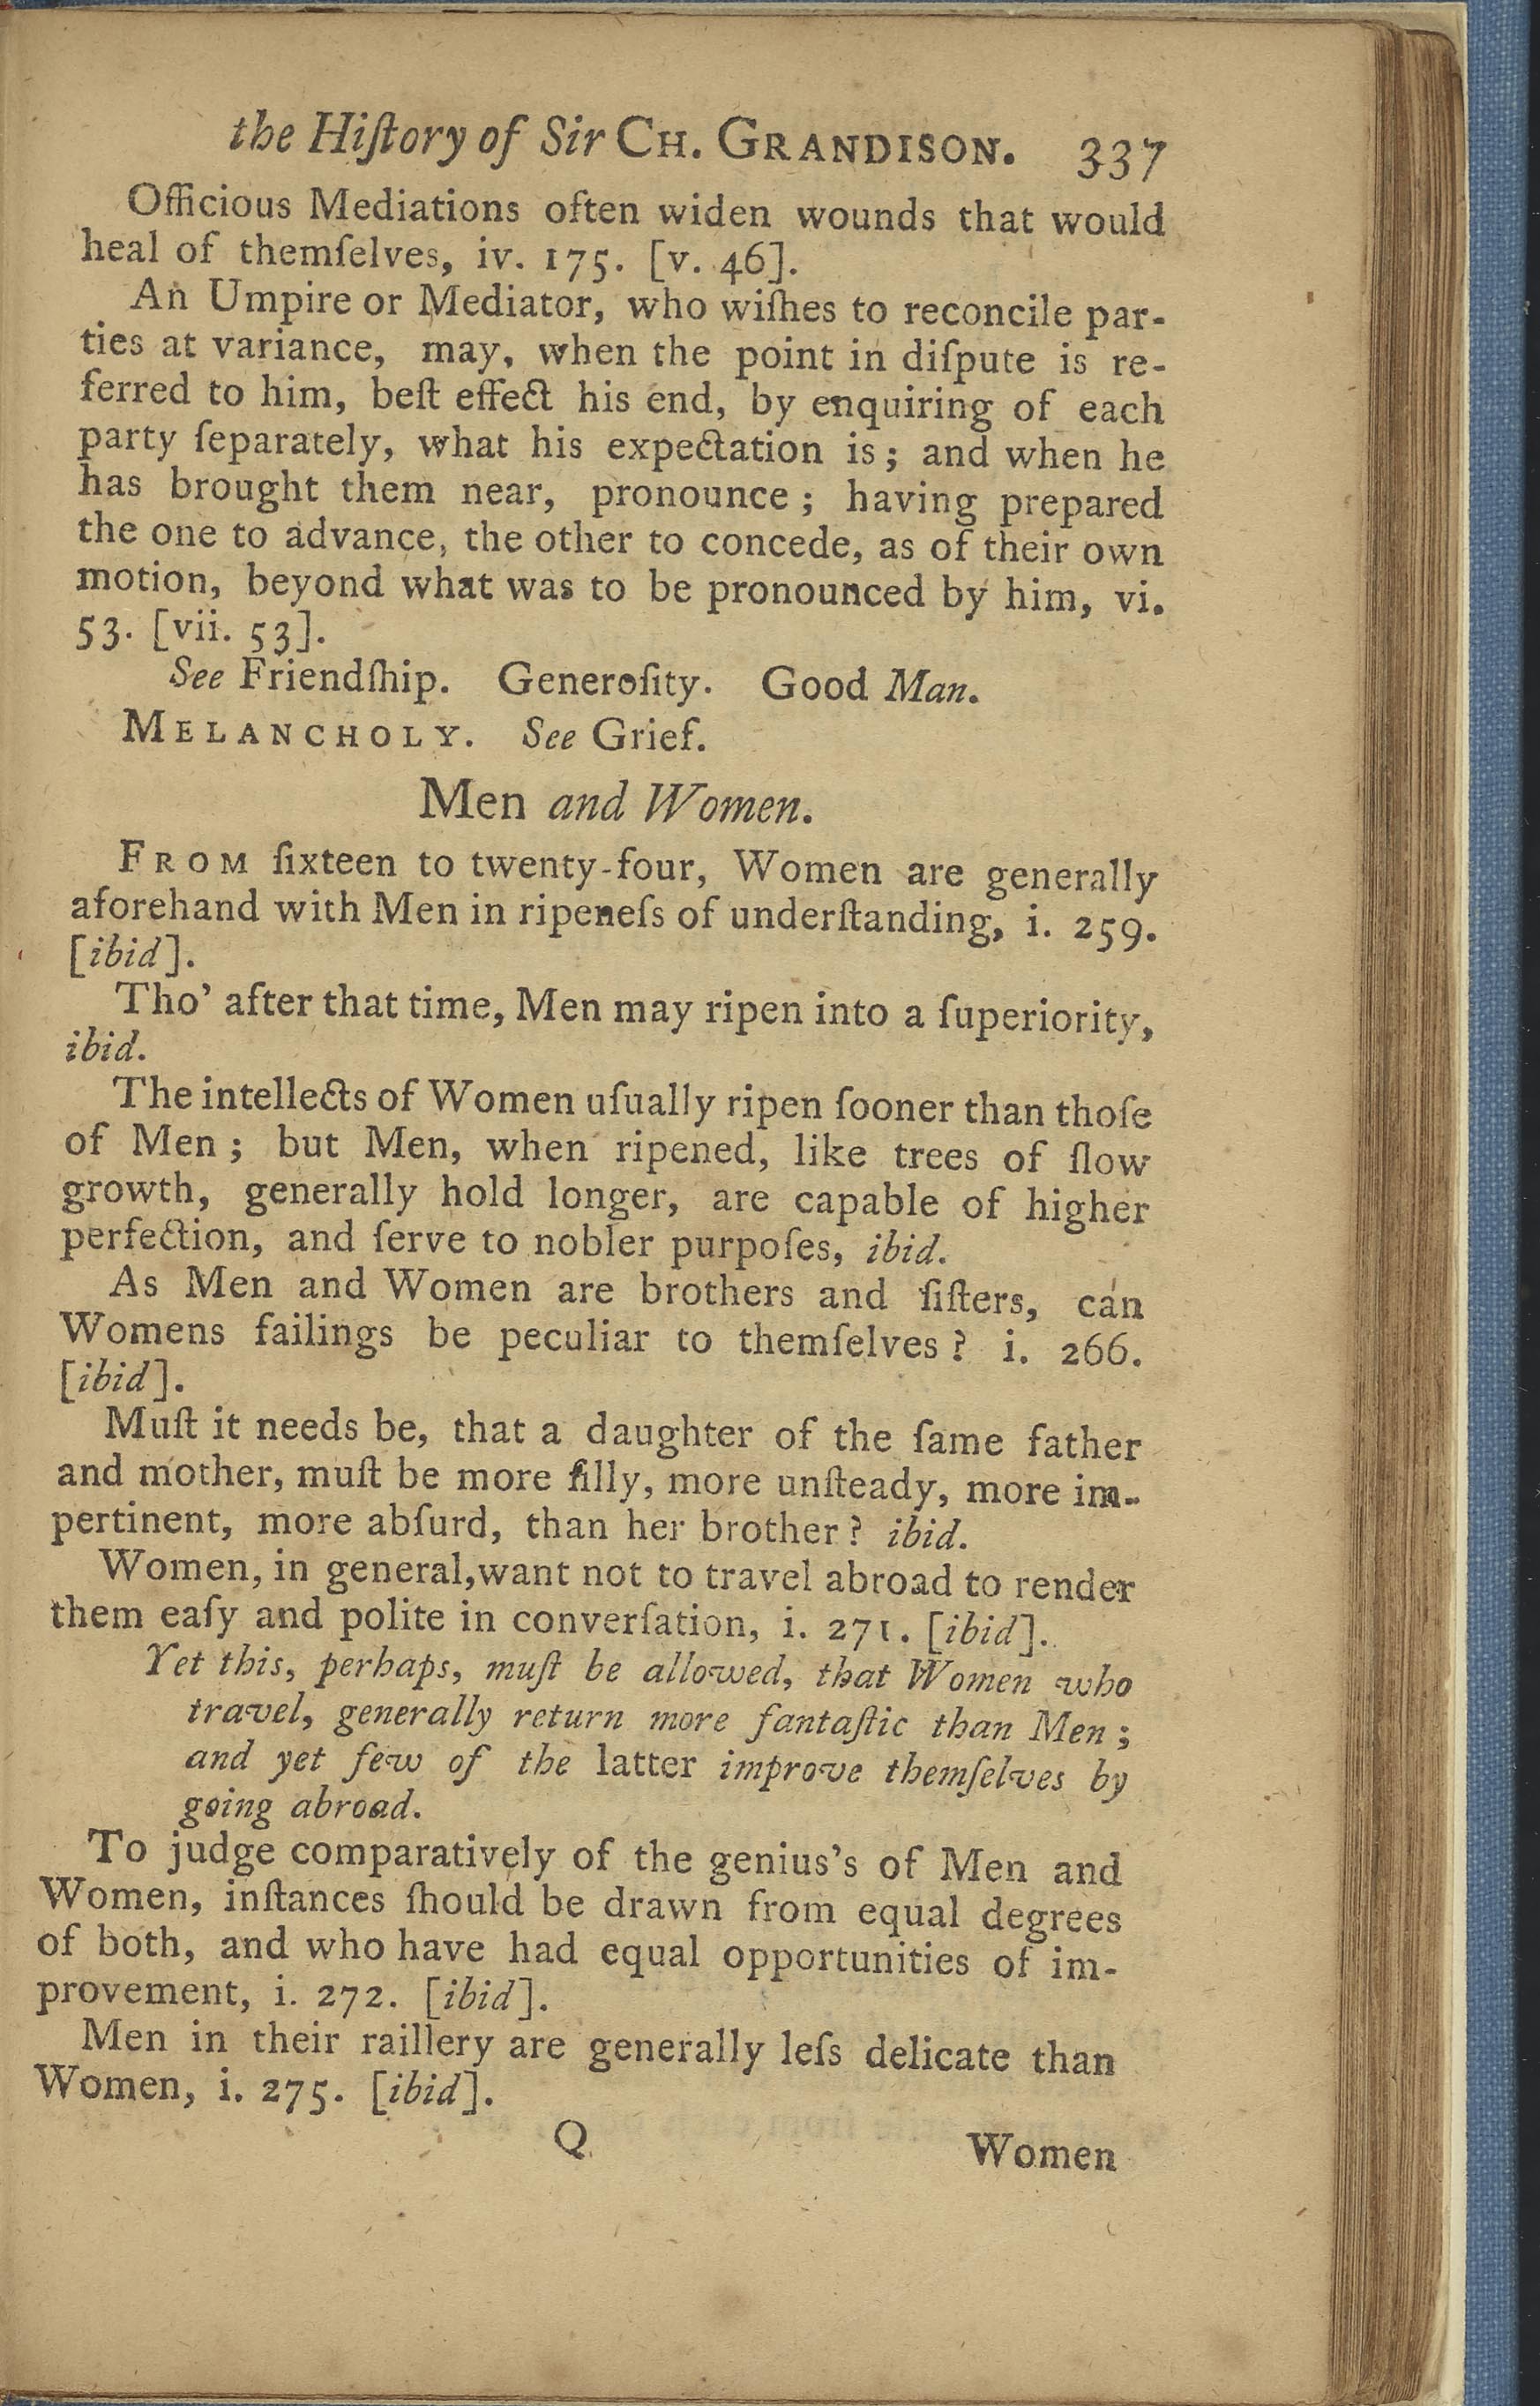 the Hiſtory of Sir CH. GRANDISON. 337
Officious Mediations often widen wounds that would
heal of themſelves, iv. 175. [v. 46].
An Umpire or Mediator, who wiſhes to reconcile par-
ties at variance, may, when the point in diſpute is re-
ferred to him, beſt effect his end, by enquiring of each
party ſeparately, what his expectation is; and when he
has brought them near, pronounce; having prepared
the one to advance, the other to concede, as of their own
motion, beyond what was to be pronounced by him, vi.
53. [vii. 53].
See Friendſhip. Generoſity. Good Man.
MELANCHOLY. See Grief.
Men and Women.
FROM ſixteen to twenty-four, Women are generally
aforehand with Men in ripeneſs of underſtanding, i. 259.
[ibid].
Tho' after that time, Men may ripen into a ſuperiority,
ibid.
The intellects of Women uſually ripen ſooner than thoſe
of Men; but Men, when ripened, like trees of ſlow
growth, generally hold longer, are capable of higher
perfection, and ſerve to nobler purpoſes, ibid.
As Men and Women are brothers and ſiſters, can
Womens failings be peculiar to themſelves? i. 266.
[ibid].
Muſt it needs be, that a daughter of the ſame father
and mother, muſt be more ſilly, more unſteady, more im-
pertinent, more abſurd, than her brother? ibid.
Women, in general, want not to travel abroad to render
them eaſy and polite in converſation, i. 271. [ibid].
Yet this, perhaps, muſt be allowed, that Women who
travel, generally return more fantaſtic than Men;
and yet few of the latter improve themſelves by
going abroad.
To judge comparatively of the genius's of Men and
Women, inſtances ſhould be drawn from equal degrees
of both, and who have had equal opportunities of im-
provement, i. 272. [ibid].
Men in their raillery are generally leſs delicate than
Women, i. 275. [ibid].
Q Women